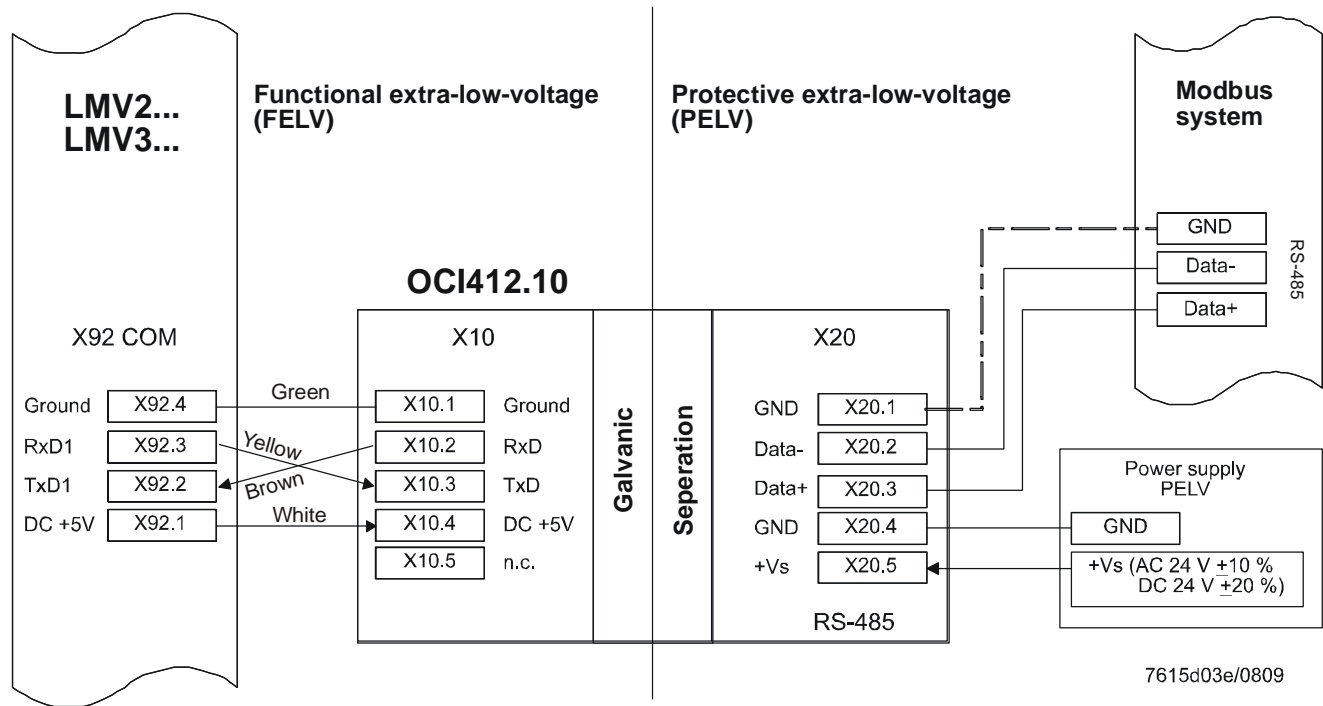 LMV2...
LMV3...
Functional extra-low-voltage
(FELV)
Protective extra-low-voltage
(PELV)
Modbus
system
GND
Data-
Data+
RS-485
OCI412.10
X92 COM
X10
X20
Ground
X92.4
Green
X10.1
Ground
RxD1
X92.3
Yellow
X10.2
RxD
TxD1
X92.2
Brown
X10.3
TxD
DC +5V
X92.1
White
X10.4
DC +5V
X10.5
n.c.
Galvanic
Seperation
GND
X20.1
Data-
X20.2
Data+
X20.3
GND
X20.4
+Vs
X20.5
RS-485
Power supply
PELV
GND
+Vs (AC 24 V ±10 %
DC 24 V ±20 %)
7615d03e/0809